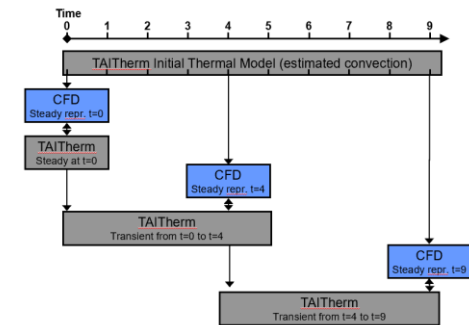 Time
0 1 2 3 4 5 6 7 8 9
TAITherm Initial Thermal Model (estimated convection)
CFD
Steady repr. t=0
TAITherm
Steady at t=0
CFD
Steady repr. t=4
TAITherm
Transient from t=0 to t=4
CFD
Steady repr. t=9
TAITherm
Transient from t=4 to t=9